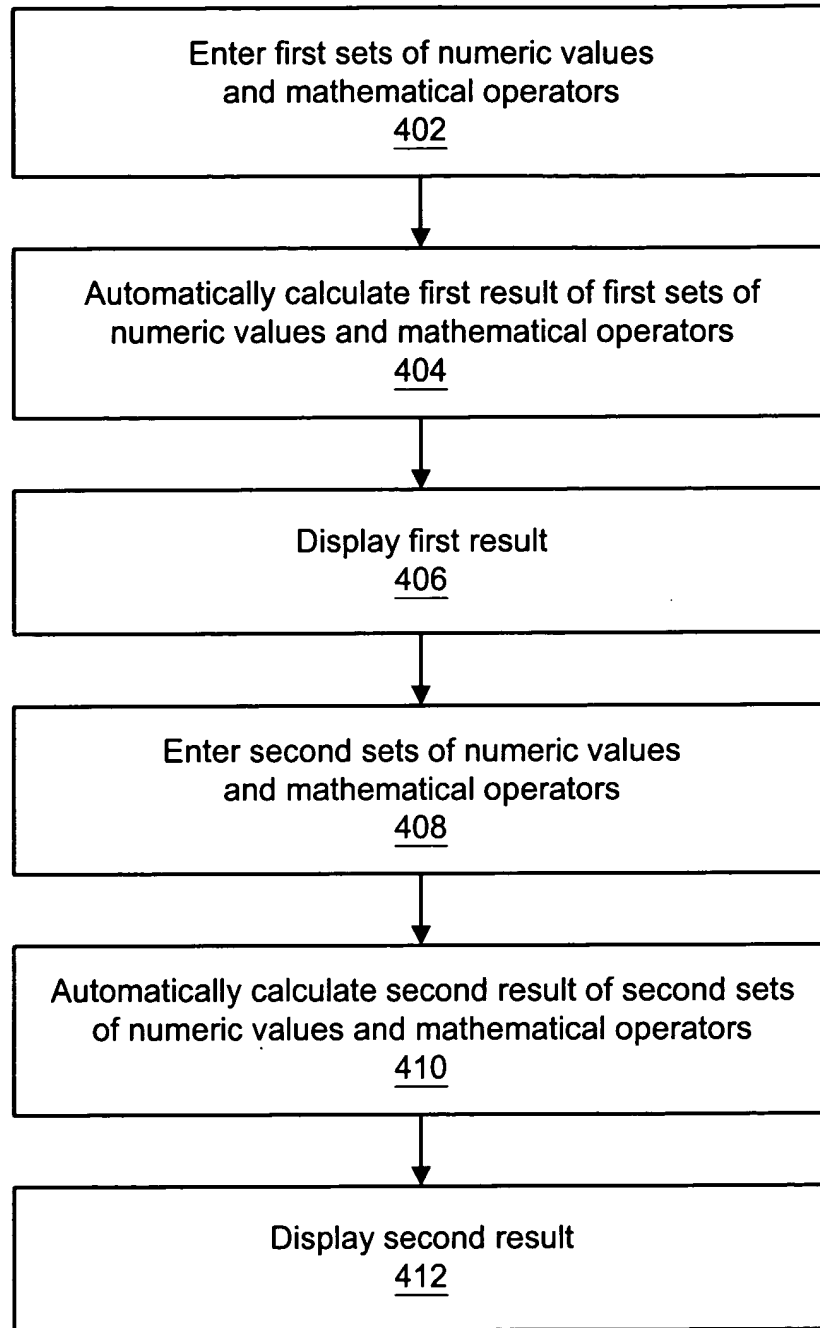 Enter first sets of numeric values
and mathematical operators
402
Automatically calculate first result of first sets of
numeric values and mathematical operators
404
Display first result
406
Enter second sets of numeric values
and mathematical operators
408
Automatically calculate second result of second sets
of numeric values and mathematical operators
410
Display second result
412